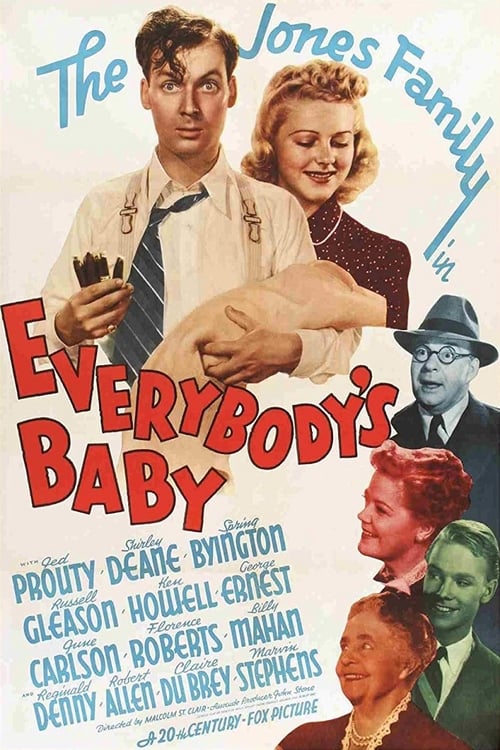 The Jones Family
in
EVERYBODY'S
BABY
WITH Jed PROUTY · Shirley DEANE · Spring BYINGTON
Russell GLEASON · Ken HOWELL · George ERNEST
June CARLSON · Florence ROBERTS · Billy MAHAN
AND Reginald DENNY · Robert ALLEN · Claire DU BREY · Marvin STEPHENS
Directed by MALCOLM ST. CLAIR · Associate Producer John Stone
A 20th CENTURY-FOX PICTURE